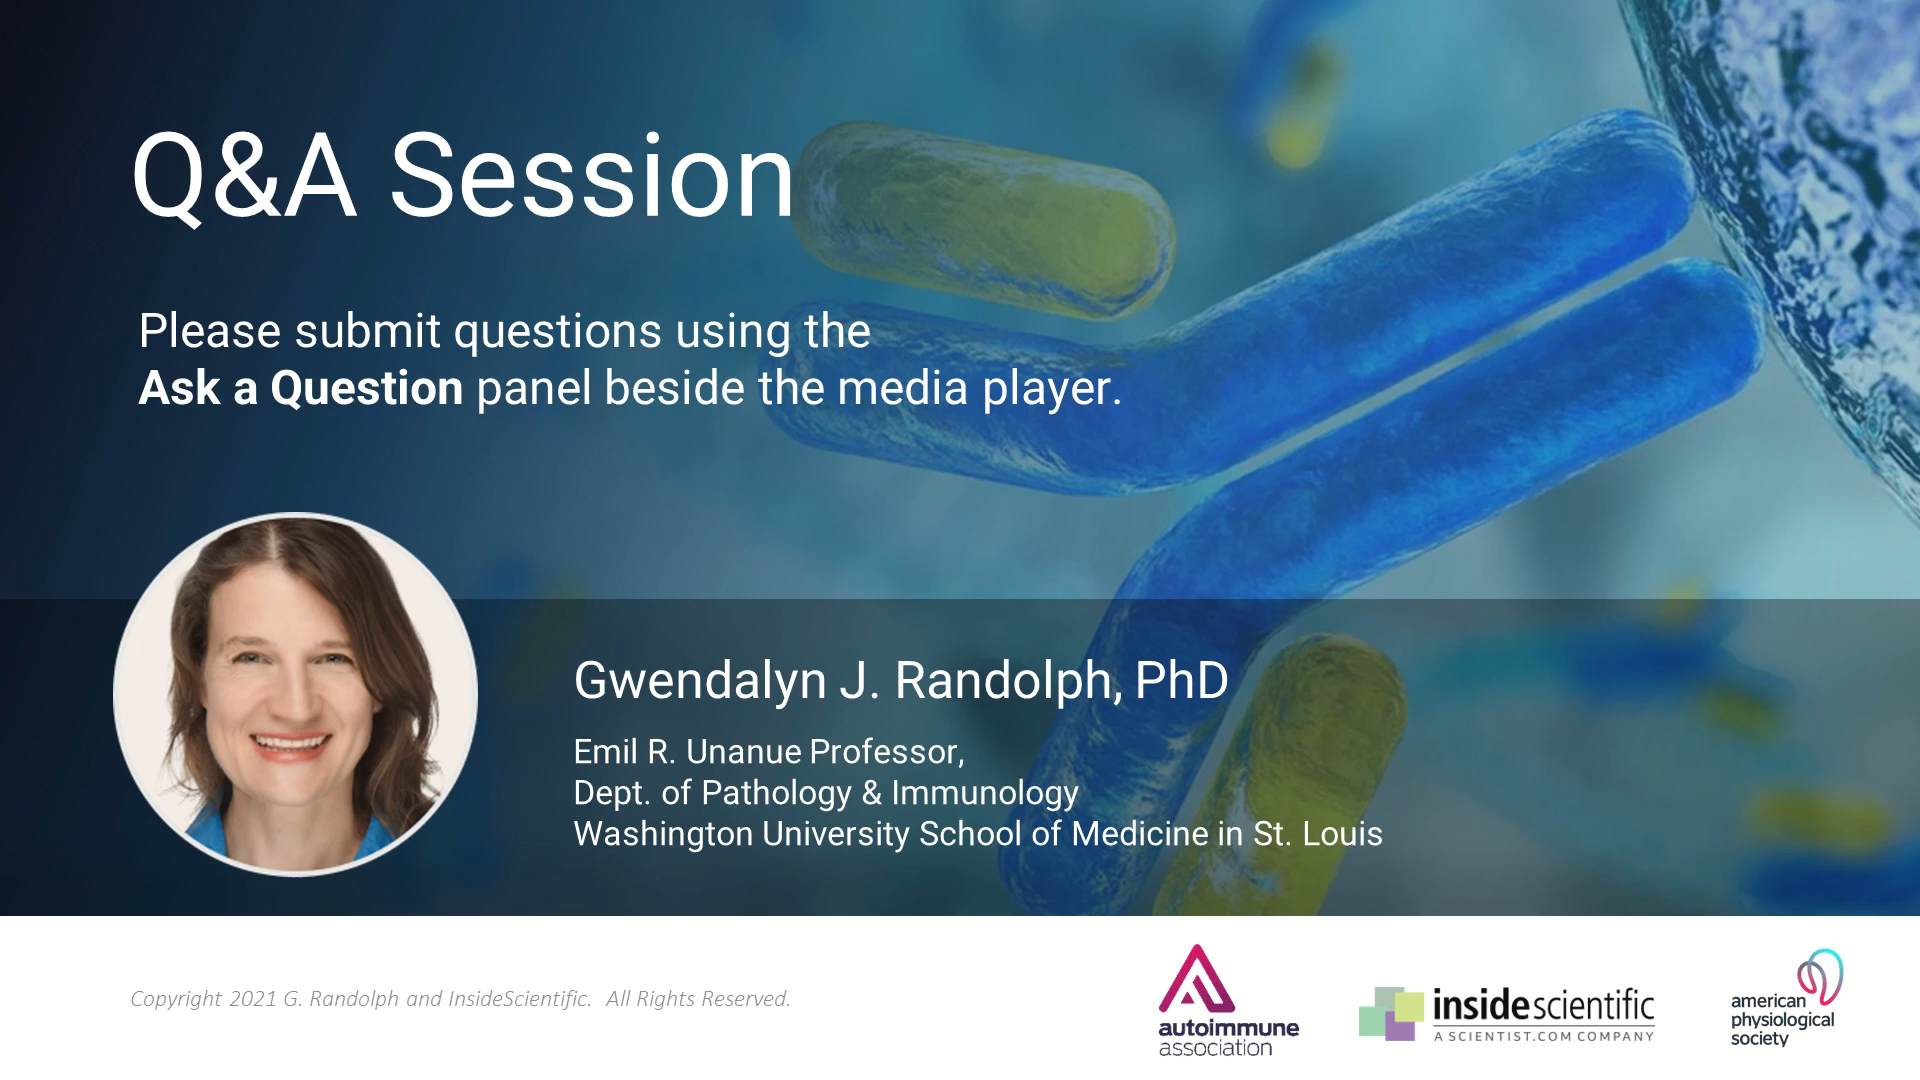 Q&A Session
Please submit questions using the
Ask a Question panel beside the media player.
Gwendalyn J. Randolph, PhD
Emil R. Unanue Professor,
Dept. of Pathology & Immunology
Washington University School of Medicine in St. Louis
Copyright 2021 G. Randolph and InsideScientific.  All Rights Reserved.
autoimmune
association
insidescientific
A SCIENTIST.COM COMPANY
american
physiological
society